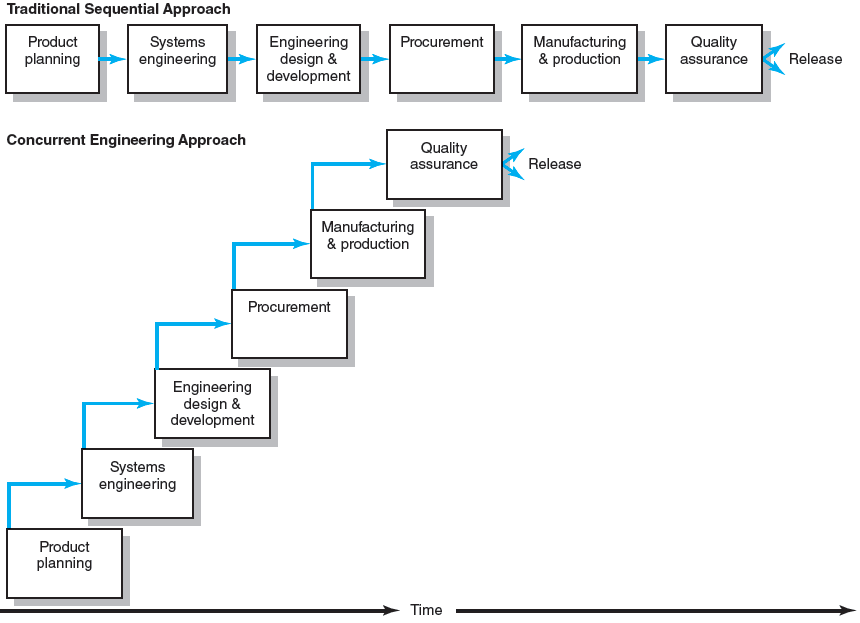 Traditional Sequential Approach
Product
planning
Systems
engineering
Engineering
design &
development
Procurement
Manufacturing
& production
Quality
assurance
Release
Concurrent Engineering Approach
Quality
assurance
Release
Manufacturing
& production
Procurement
Engineering
design &
development
Systems
engineering
Product
planning
Time